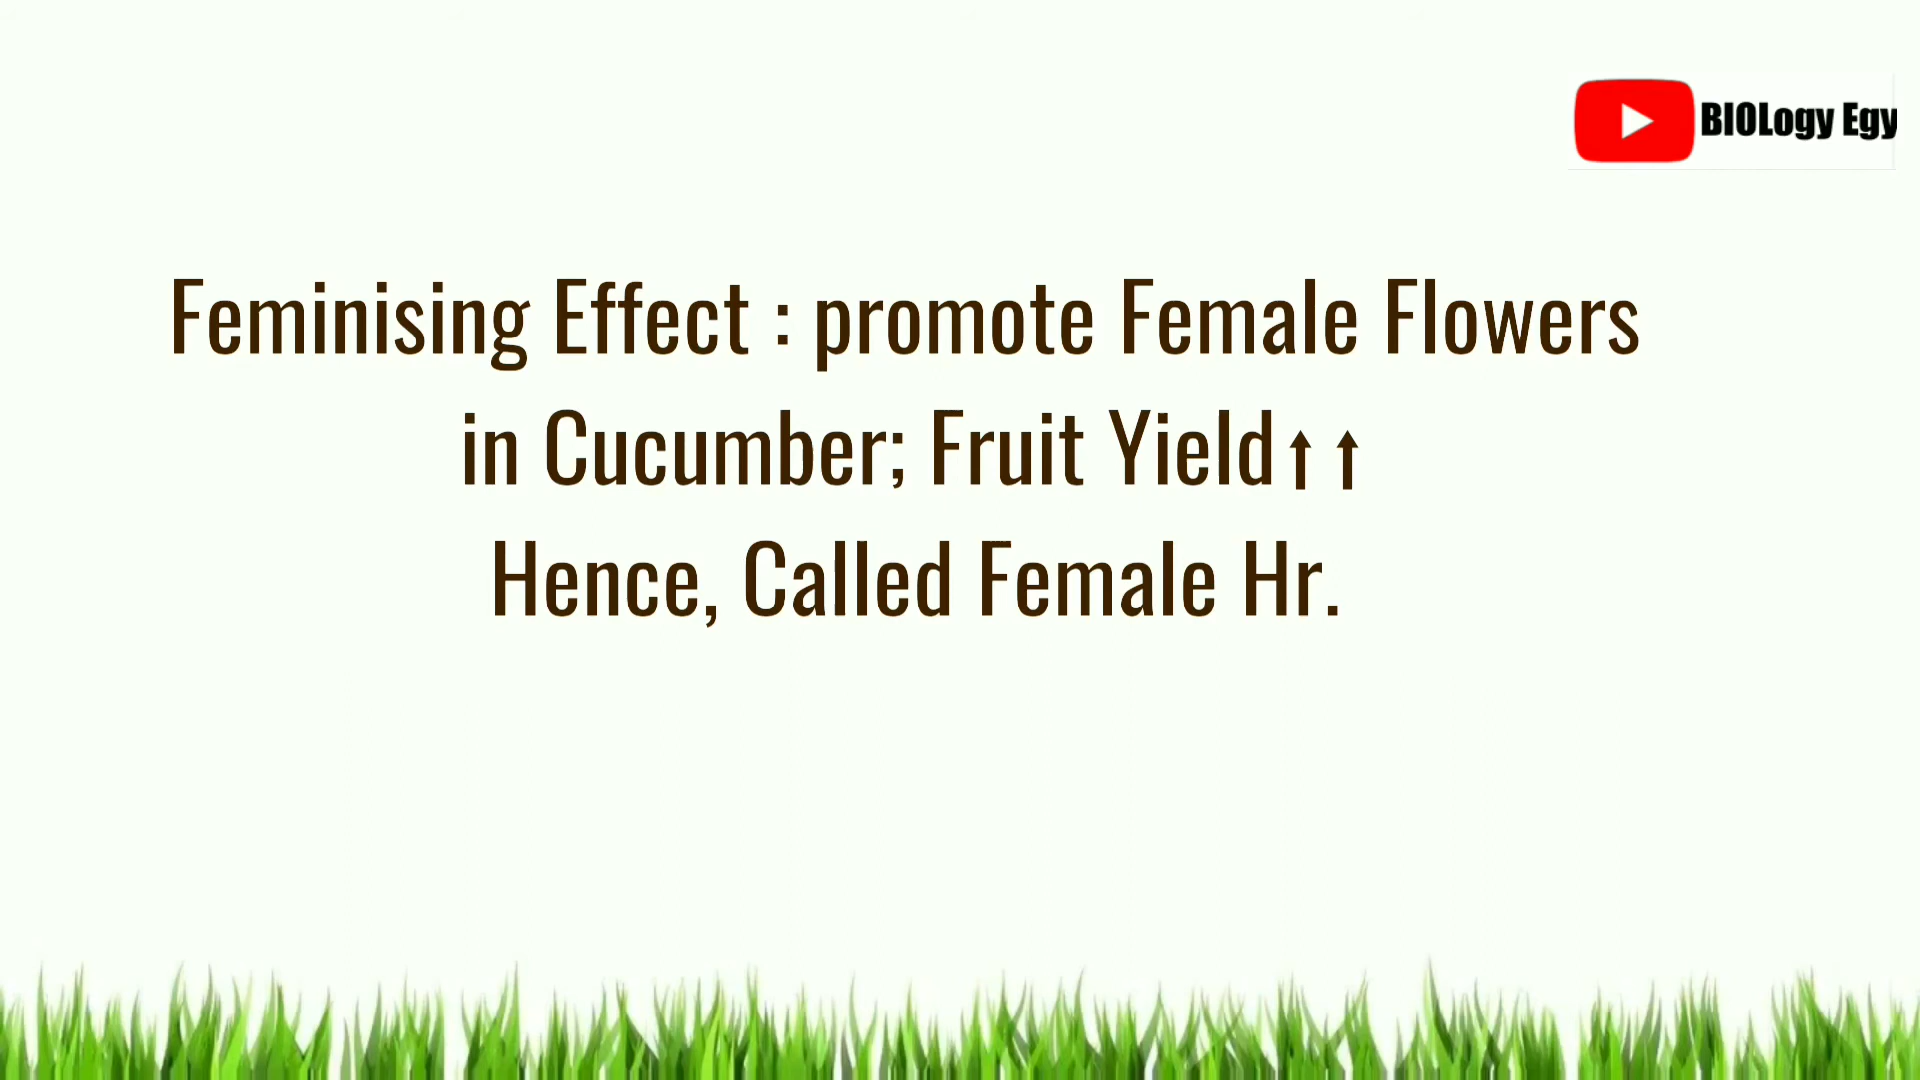 BIOLogy Egy
Feminising Effect : promote Female Flowers
in Cucumber; Fruit Yield↑ ↑
Hence, Called Female Hr.